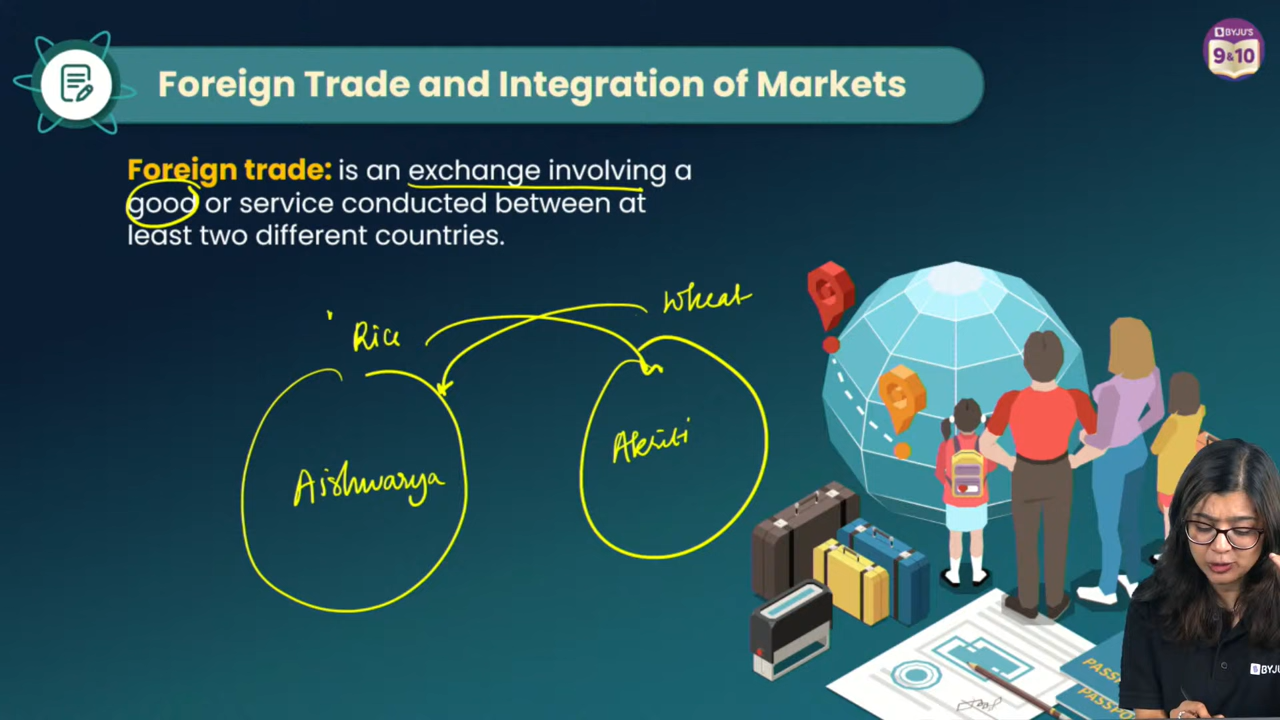 BYJU'S
9&10
Foreign Trade and Integration of Markets
Foreign trade: is an exchange involving a
good or service conducted between at
least two different countries.
Wheat
Rice
Akriti
Aishwarya
BYJU